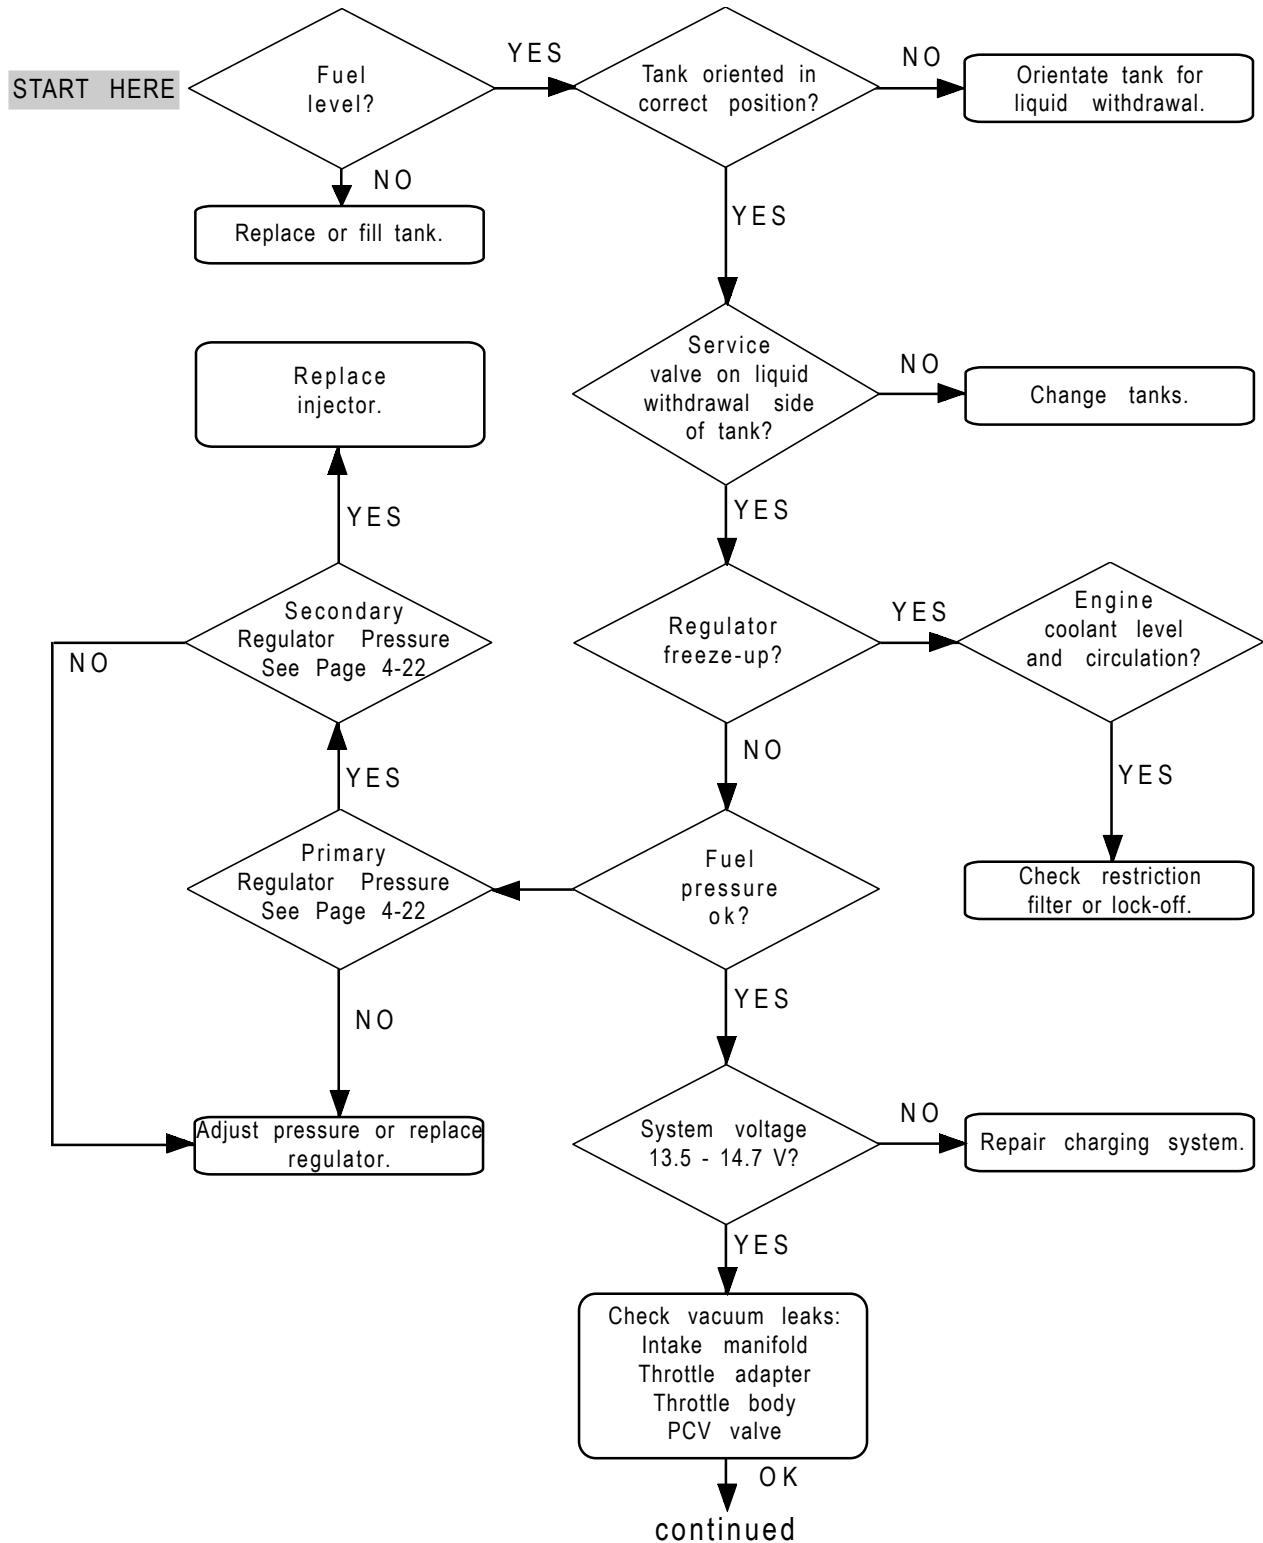 START HERE
Fuel
level?
YES
Tank oriented in
correct position?
NO
Orientate tank for
liquid withdrawal.
NO
Replace or fill tank.
YES
Service
valve on liquid
withdrawal side
of tank?
NO
Change tanks.
Replace
injector.
YES
YES
Secondary
Regulator Pressure
See Page 4-22
NO
Regulator
freeze-up?
YES
Engine
coolant level
and circulation?
YES
NO
YES
Primary
Regulator Pressure
See Page 4-22
Fuel
pressure
ok?
Check restriction
filter or lock-off.
NO
YES
Adjust pressure or replace
regulator.
System voltage
13.5 - 14.7 V?
NO
Repair charging system.
YES
Check vacuum leaks:
Intake manifold
Throttle adapter
Throttle body
PCV valve
OK
continued